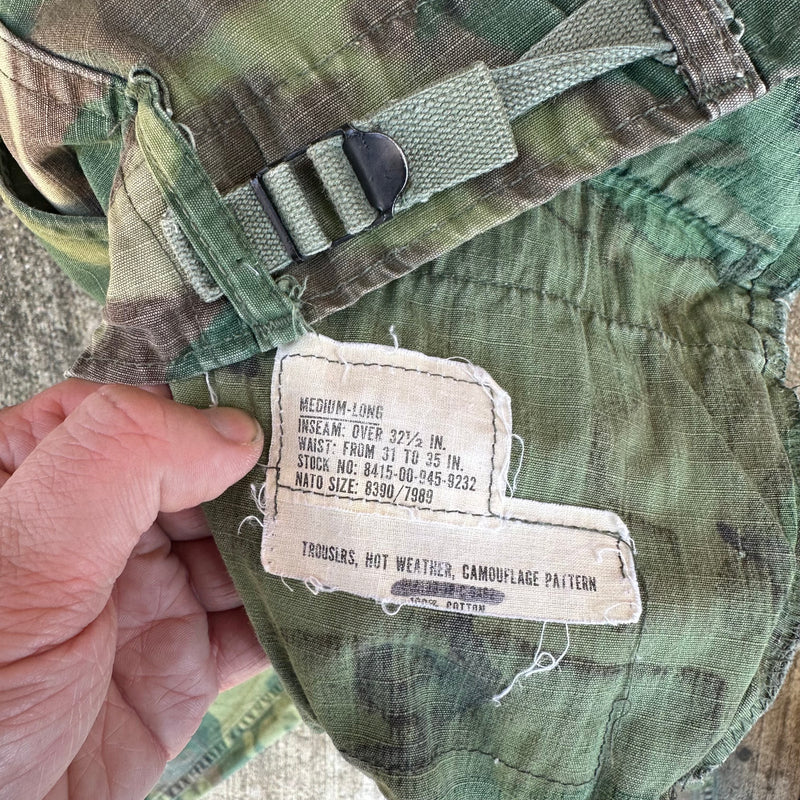 MEDIUM-LONG
INSEAM: OVER 32½ IN.
WAIST: FROM 31 TO 35 IN.
STOCK NO: 8415-00-945-9232
NATO SIZE: 8390/7989
TROUSLRS, HOT WEATHER, CAMOUFLAGE PATTERN
100% COTTON